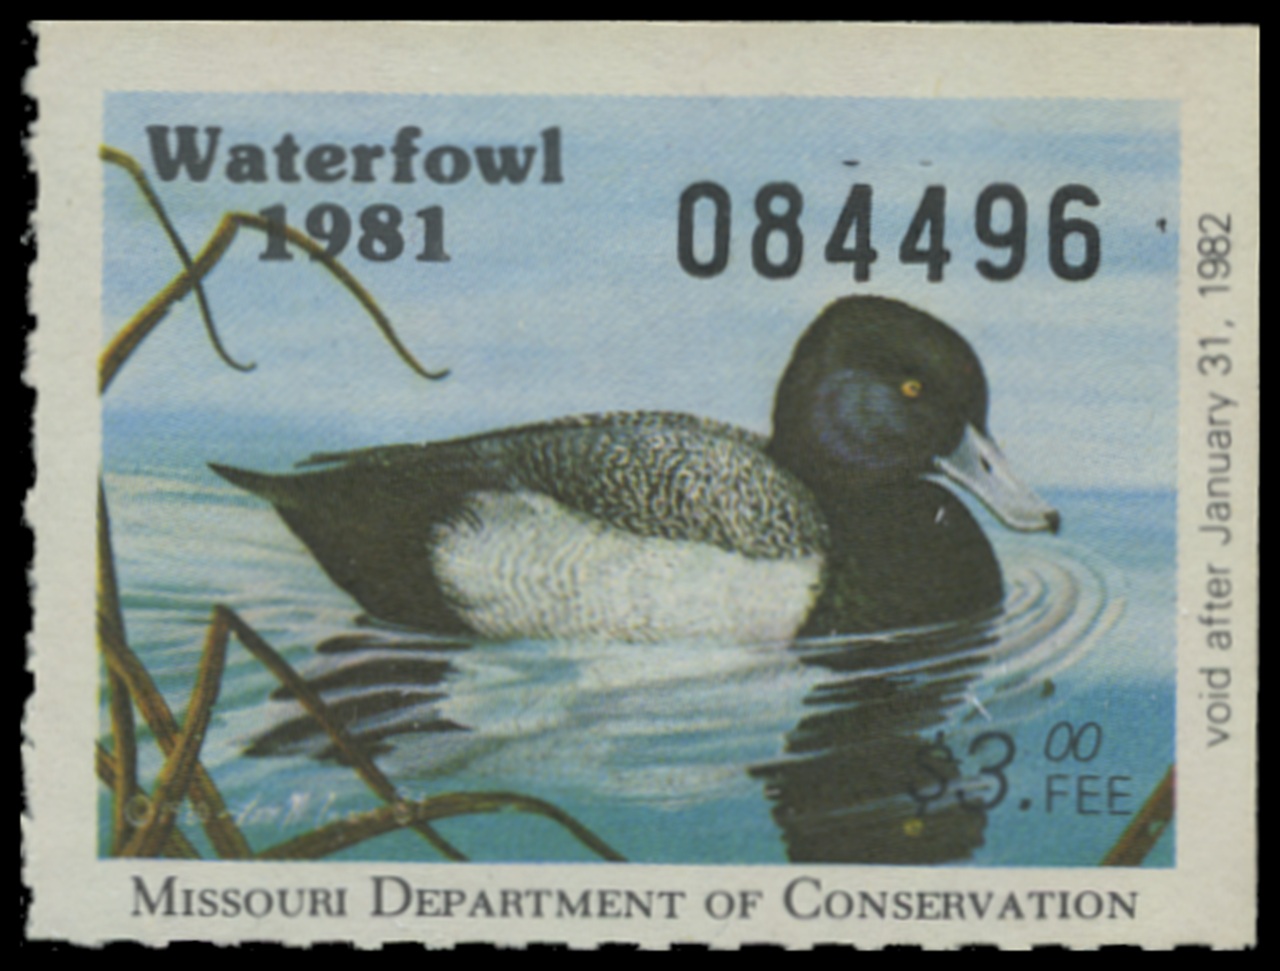 Waterfowl
1981
084496
void after January 31, 1982
$3.00
FEE
MISSOURI DEPARTMENT OF CONSERVATION